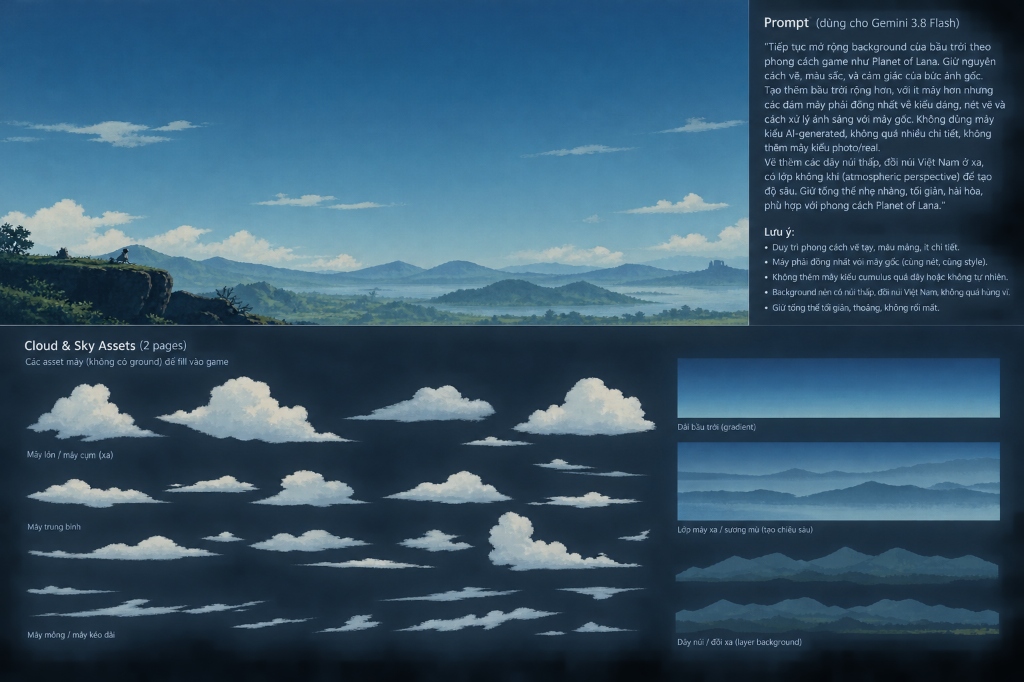 Prompt (dùng cho Gemini 3.8 Flash)
"Tiếp tục mở rộng background của bầu trời theo
phong cách game như Planet of Lana. Giữ nguyên
cách vẽ, màu sắc, và cảm giác của bức ảnh gốc.
Tạo thêm bầu trời rộng hơn, với ít mây hơn nhưng
các đám mây phải đồng nhất về kiểu dáng, nét vẽ và
cách xử lý ánh sáng với mây gốc. Không dùng mây
kiểu AI-generated, không quá nhiều chi tiết, không
thêm mây kiểu photo/real.
Vẽ thêm các dãy núi thấp, đồi núi Việt Nam ở xa,
có lớp không khí (atmospheric perspective) để tạo
độ sâu. Giữ tổng thể nhẹ nhàng, tối giản, hài hòa,
phù hợp với phong cách Planet of Lana."
Lưu ý:
• Duy trì phong cách vẽ tay, màu mảng, ít chi tiết.
• Mây phải đồng nhất với mây gốc (cùng nét, cùng style).
• Không thêm mây kiểu cumulus quá dày hoặc không tự nhiên.
• Background nên có núi thấp, đồi núi Việt Nam, không quá hùng vĩ.
• Giữ tổng thể tối giản, thoáng, không rối mắt.
Cloud & Sky Assets (2 pages)
Các asset mây (không có ground) để fill vào game
Mây lớn / mây cụm (xa)
Mây trung bình
Mây mỏng / mây kéo dài
Dải bầu trời (gradient)
Lớp mây xa / sương mù (tạo chiều sâu)
Dãy núi / đồi xa (layer background)